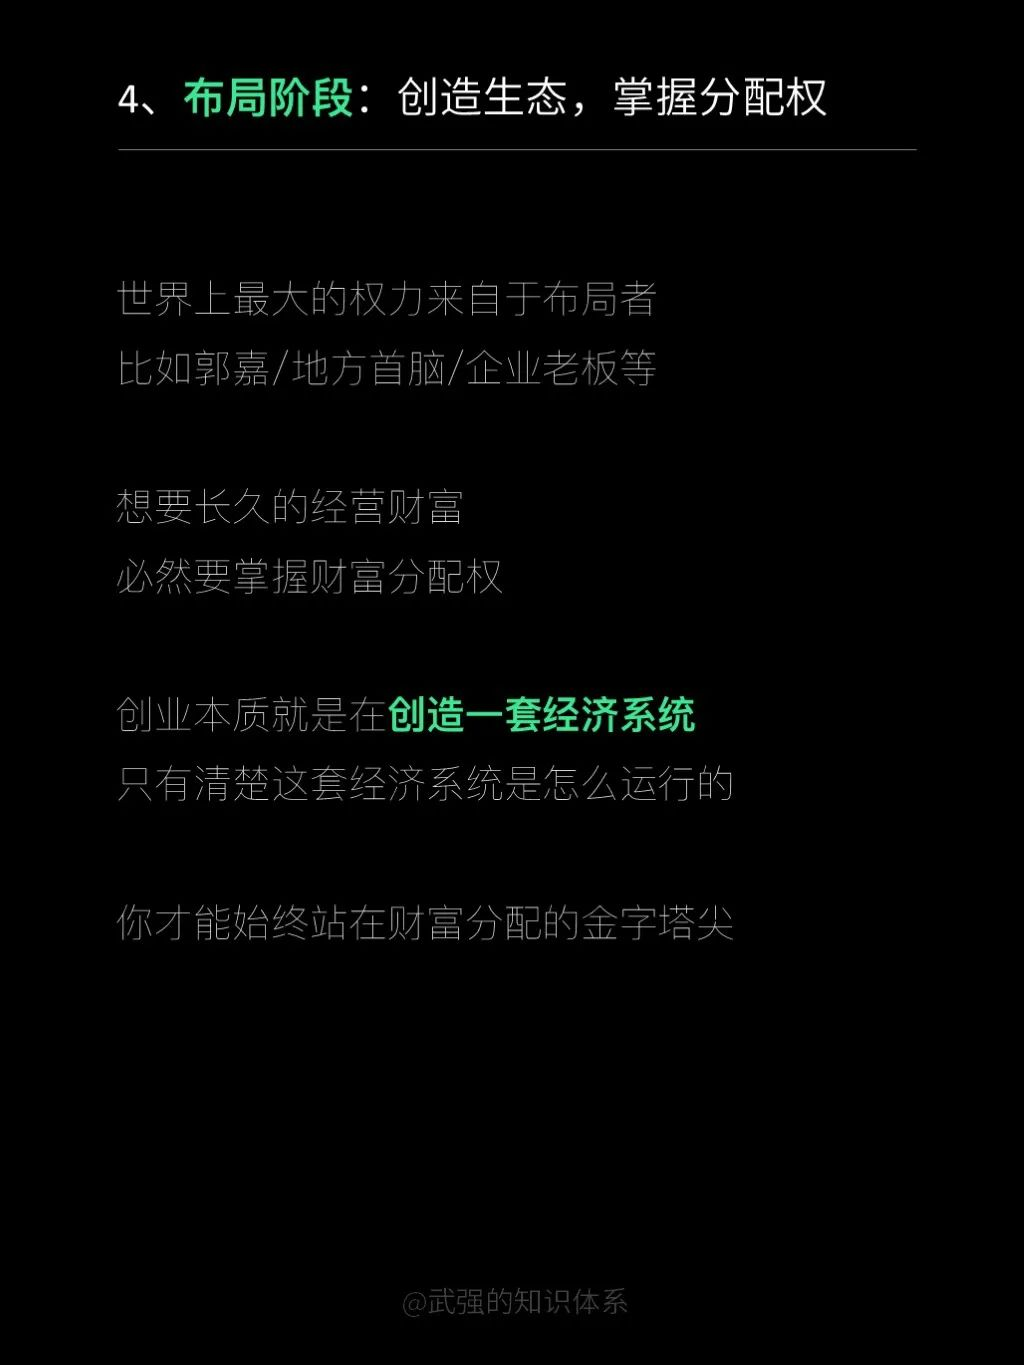 4、布局阶段：创造生态，掌握分配权
世界上最大的权力来自于布局者
比如郭嘉/地方首脑/企业老板等
想要长久的经营财富
必然要掌握财富分配权
创业本质就是在创造一套经济系统
只有清楚这套经济系统是怎么运行的
你才能始终站在财富分配的金字塔尖
@武强的知识体系